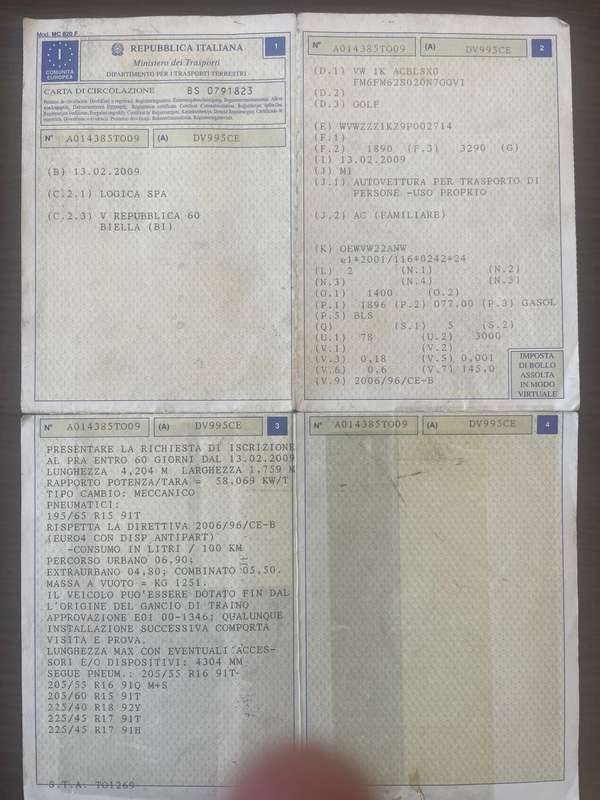 Mod. MC 820 F
I
COMUNITÀ
EUROPEA
REPUBBLICA ITALIANA
Ministero dei Trasporti
DIPARTIMENTO PER I TRASPORTI TERRESTRI
1
CARTA DI CIRCOLAZIONE BS 0791823
N° A014385TO09 (A) DV995CE
(B) 13.02.2009
(C.2.1) LOGICA SPA
(C.2.3) V REPUBBLICA 60
BIELLA (BI)
N° A014385TO09 (A) DV995CE 2
(D.1) VW 1K ACBLSX0
FM6FM62S020N7GGVI
(D.2)
(D.3) GOLF
(E) WVWZZZ1KZ9P002714
(F.1)
(F.2) 1890 (F.3) 3290 (G)
(I) 13.02.2009
(J) M1
(J.1) AUTOVETTURA PER TRASPORTO DI
PERSONE -USO PROPRIO
(J.2) AC (FAMILIARE)
(K) OEWVW22ANW
e1*2001/116*0242*24
(L) 2 (N.1) (N.2)
(N.3) (N.4) (N.5)
(O.1) 1400 (O.2)
(P.1) 1896 (P.2) 077.00 (P.3) GASOL
(P.5) BLS
(Q) (S.1) 5 (S.2)
(U.1) 78 (U.2) 3000
(V.1) (V.2)
(V.3) 0,18 (V.5) 0,001
(V.6) 0.6 (V.7) 145,0
(V.9) 2006/96/CE-B
IMPOSTA
DI BOLLO
ASSOLTA
IN MODO
VIRTUALE
N° A014385TO09 (A) DV995CE 3
PRESENTARE LA RICHIESTA DI ISCRIZIONE
AL PRA ENTRO 60 GIORNI DAL 13.02.2009
LUNGHEZZA 4,204 M LARGHEZZA 1,759 M
RAPPORTO POTENZA/TARA = 58,069 KW/T
TIPO CAMBIO: MECCANICO
PNEUMATICI:
195/65 R15 91T
RISPETTA LA DIRETTIVA 2006/96/CE-B
(EURO4 CON DISP ANTIPART)
-CONSUMO IN LITRI / 100 KM
PERCORSO URBANO 06,90;
EXTRAURBANO 04,80; COMBINATO 05,50.
MASSA A VUOTO = KG 1251.
IL VEICOLO PUO'ESSERE DOTATO FIN DAL
L'ORIGINE DEL GANCIO DI TRAINO
APPROVAZIONE E01 00-1346; QUALUNQUE
INSTALLAZIONE SUCCESSIVA COMPORTA
VISITA E PROVA.
LUNGHEZZA MAX CON EVENTUALI ACCES-
SORI E/O DISPOSITIVI: 4304 MM
SEGUE PNEUM.: 205/55 R16 91T-
205/55 R16 91Q M+S
205/60 R15 91T
225/40 R18 92Y
225/45 R17 91T
225/45 R17 91H
S.T.A. TO1269
N° A014385TO09 (A) DV995CE 4